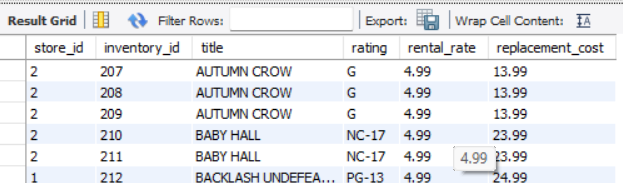 Result Grid Filter Rows: Export: Wrap Cell Content: IA
store_id inventory_id title rating rental_rate replacement_cost
2 207 AUTUMN CROW G 4.99 13.99
2 208 AUTUMN CROW G 4.99 13.99
2 209 AUTUMN CROW G 4.99 13.99
2 210 BABY HALL NC-17 4.99 23.99
2 211 BABY HALL NC-17 4.99 4.99 23.99
1 212 BACKLASH UNDEFEA... PG-13 4.99 24.99